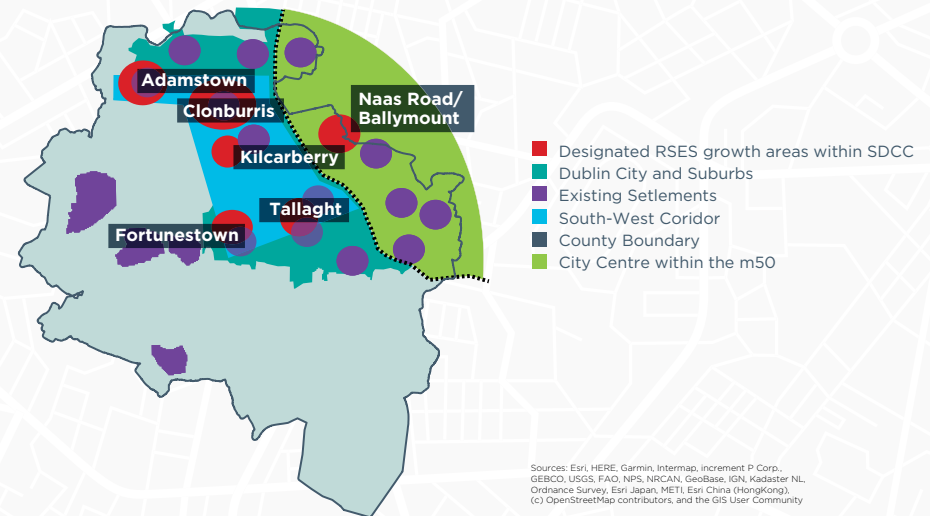 Adamstown
Clonburris
Naas Road/
Ballymount
Kilcarberry
Tallaght
Fortunestown
Designated RSES growth areas within SDCC
Dublin City and Suburbs
Existing Setlements
South-West Coridor
County Boundary
City Centre within the m50
Sources: Esri, HERE, Garmin, Intermap, increment P Corp.,
GEBCO, USGS, FAO, NPS, NRCAN, GeoBase, IGN, Kadaster NL,
Ordnance Survey, Esri Japan, METI, Esri China (HongKong),
(c) OpenStreetMap contributors, and the GIS User Community